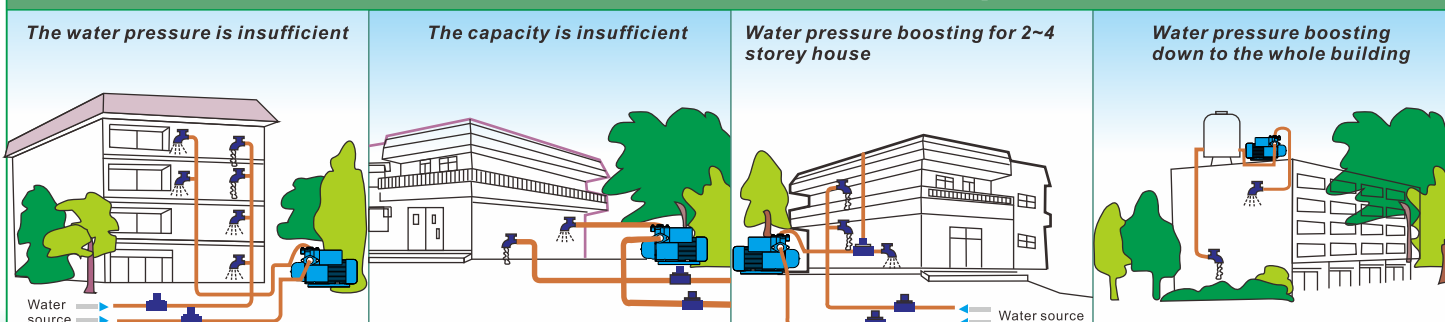 The water pressure is insufficient
The capacity is insufficient
Water pressure boosting for 2~4
storey house
Water pressure boosting
down to the whole building
Water
source
Water source